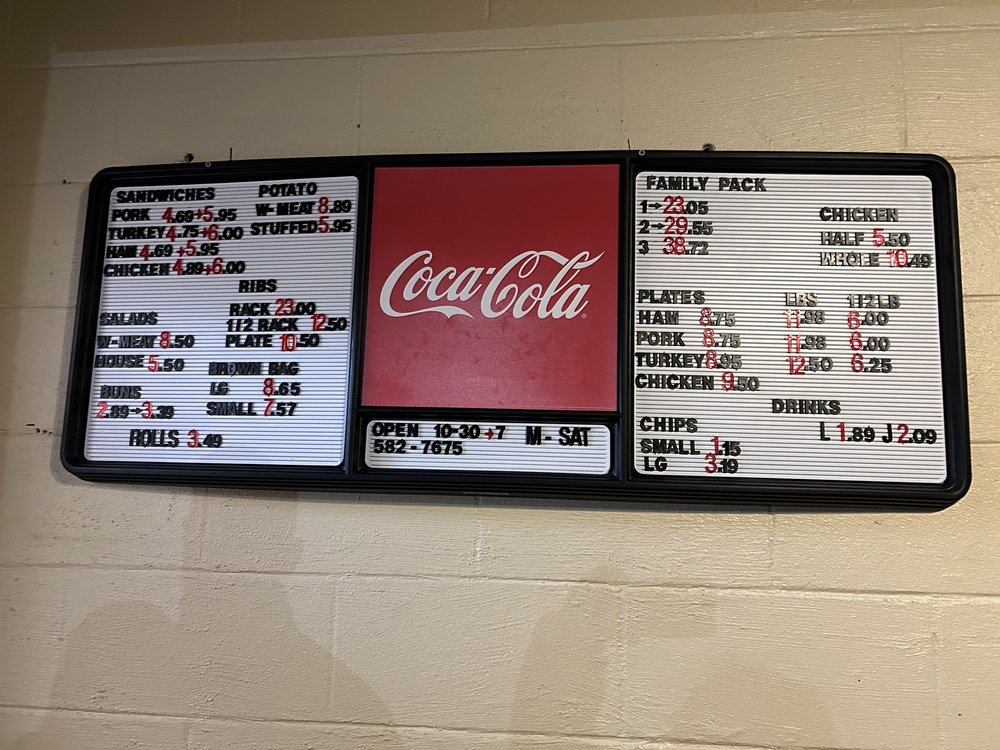 SANDWICHES
PORK 4.69→5.95
TURKEY 4.75→6.00
HAM 4.69→5.95
CHICKEN 4.89→6.00
POTATO
W-MEAT 8.89
STUFFED 5.95
RIBS
RACK 23.00
1/2 RACK 12.50
PLATE 10.50
SALADS
W-MEAT 8.50
HOUSE 5.50
BROWN BAG
LG 8.65
SMALL 7.57
BUNS
2.89→3.39
ROLLS 3.49
Coca-Cola
OPEN 10-30→7 M-SAT
582-7675
FAMILY PACK
1→23.05
2→29.55
3 38.72
CHICKEN
HALF 5.50
WHOLE 10.49
PLATES LBS 1/2 LB
HAM 8.75 11.98 6.00
PORK 8.75 11.98 6.00
TURKEY 8.95 12.50 6.25
CHICKEN 9.50
DRINKS
L 1.89 J 2.09
CHIPS
SMALL 1.15
LG 3.19